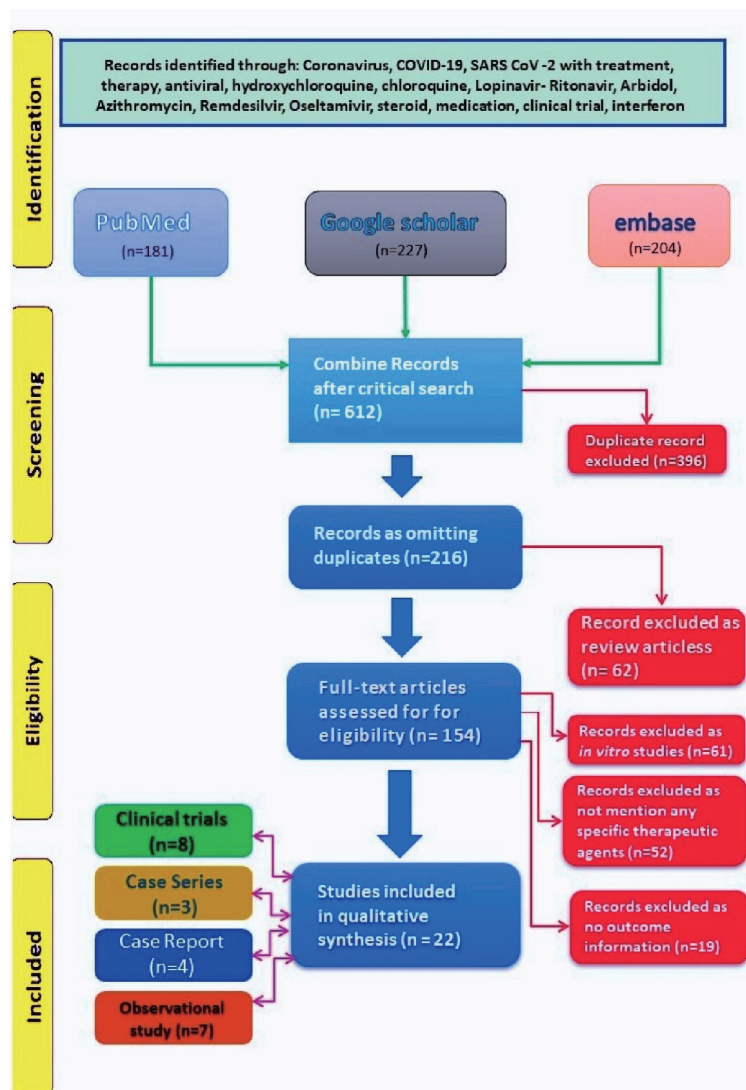 Identification
Records identified through: Coronavirus, COVID-19, SARS CoV -2 with treatment,
therapy, antiviral, hydroxychloroquine, chloroquine, Lopinavir- Ritonavir, Arbidol,
Azithromycin, Remdesilvir, Oseltamivir, steroid, medication, clinical trial, interferon
PubMed
(n=181)
Google scholar
(n=227)
embase
(n=204)
Screening
Combine Records
after critical search
(n= 612)
Duplicate record
excluded (n=396)
Records as omitting
duplicates (n=216)
Record excluded as
review articless
(n= 62)
Eligibility
Full-text articles
assessed for for
eligibility (n= 154)
Records excluded as
in vitro studies (n=61)
Records excluded as
not mention any
specific therapeutic
agents (n=52)
Records excluded as
no outcome
information (n=19)
Included
Clinical trials
(n=8)
Case Series
(n=3)
Case Report
(n=4)
Observational
study (n=7)
Studies included
in qualitative
synthesis (n = 22)